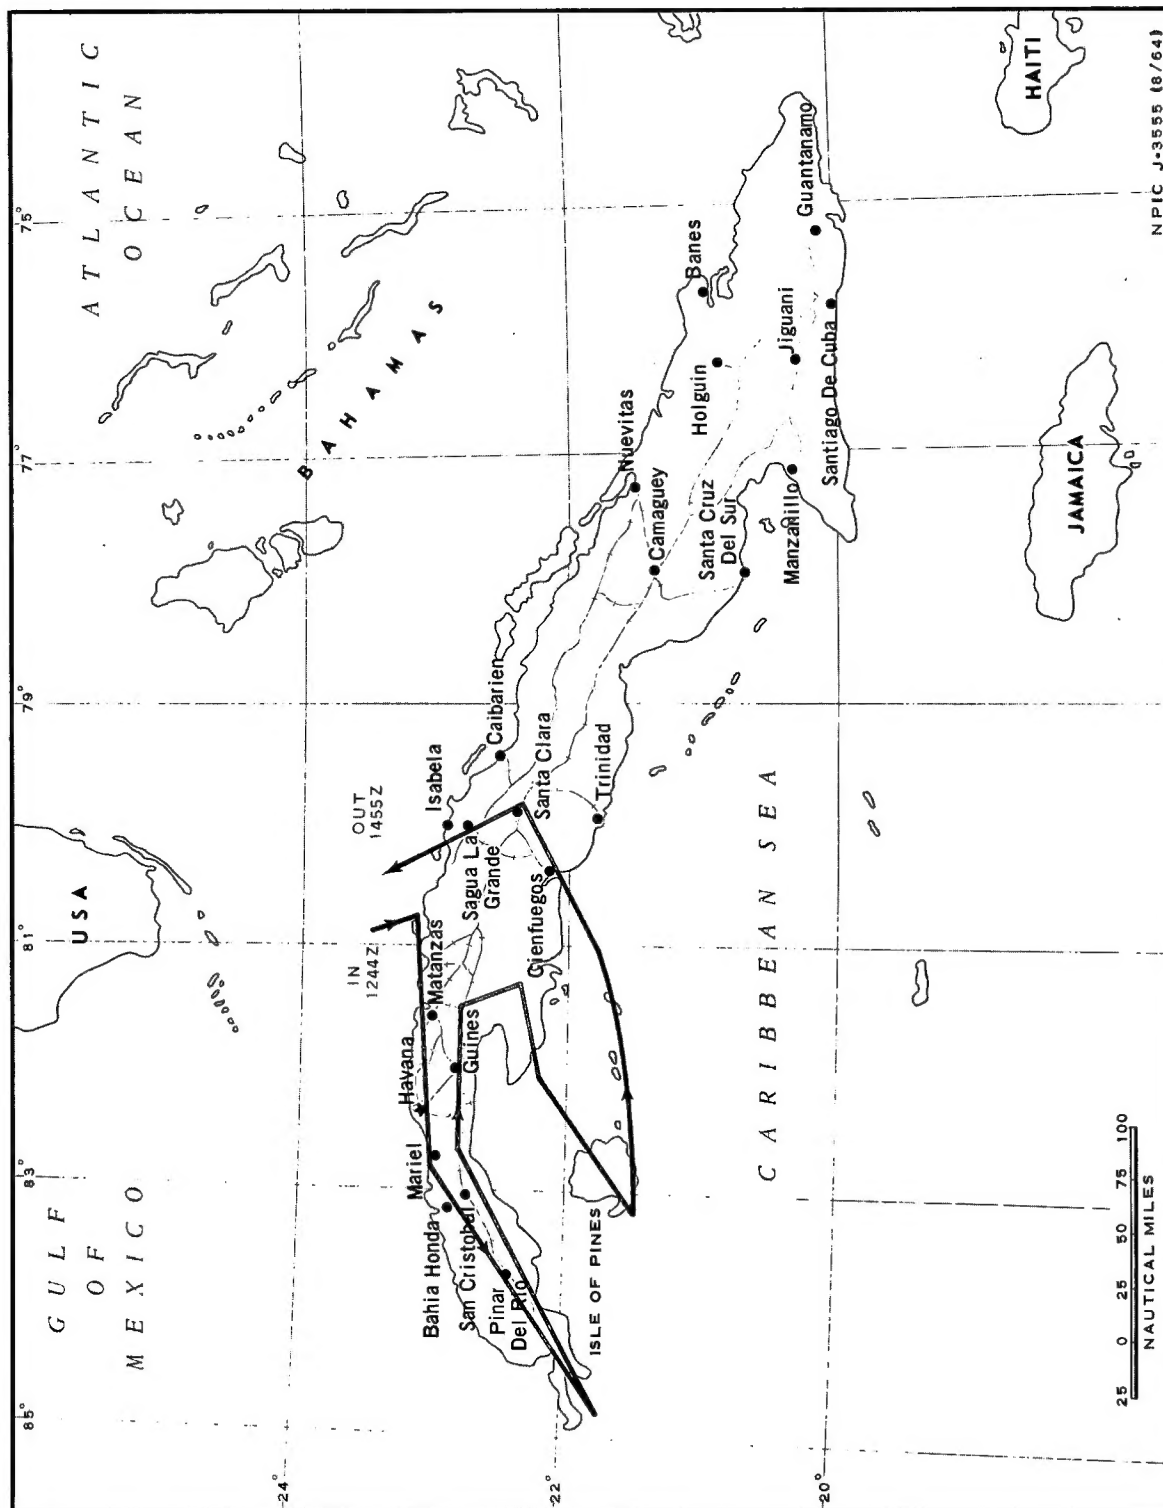 ATLANTIC
OCEAN
GULF
OF
MEXICO
USA
BAHAMAS
85°
83°
81°
79°
77°
75°
24°
22°
20°
IN
1244Z
OUT
1455Z
Havana
Matanzas
Mariel
Guines
Bahia Honda
San Cristobal
Pinar
Del Rio
ISLE OF PINES
Isabela
Sagua La
Grande
Caibarien
Santa Clara
Cienfuegos
Trinidad
Nuevitas
Camaguey
Santa Cruz
Del Sur
Holguin
Banes
Jiguani
Manzanillo
Santiago De Cuba
Guantanamo
CARIBBEAN SEA
JAMAICA
HAITI
25 0 25 50 75 100
NAUTICAL MILES
NPIC J-3555 (8/64)